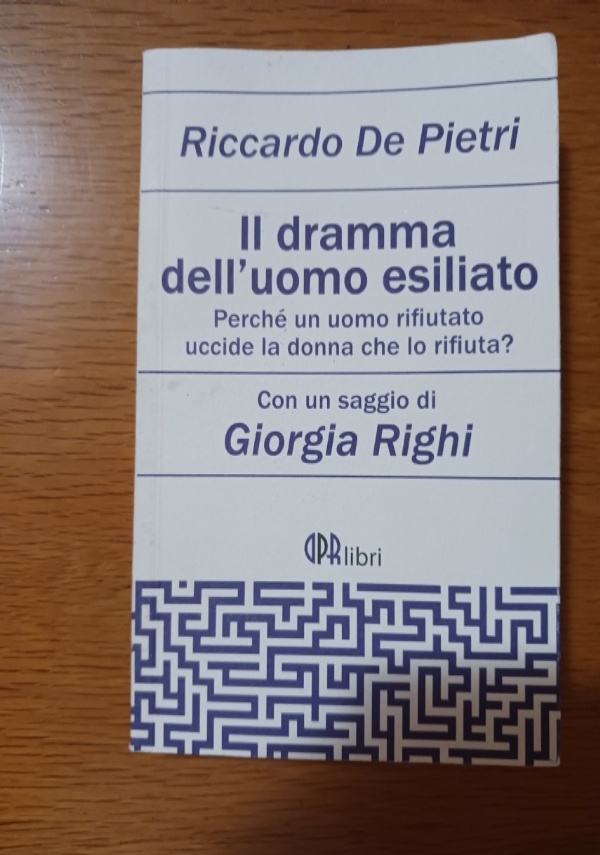 Riccardo De Pietri
Il dramma
dell'uomo esiliato
Perché un uomo rifiutato
uccide la donna che lo rifiuta?
Con un saggio di
Giorgia Righi
DPR libri